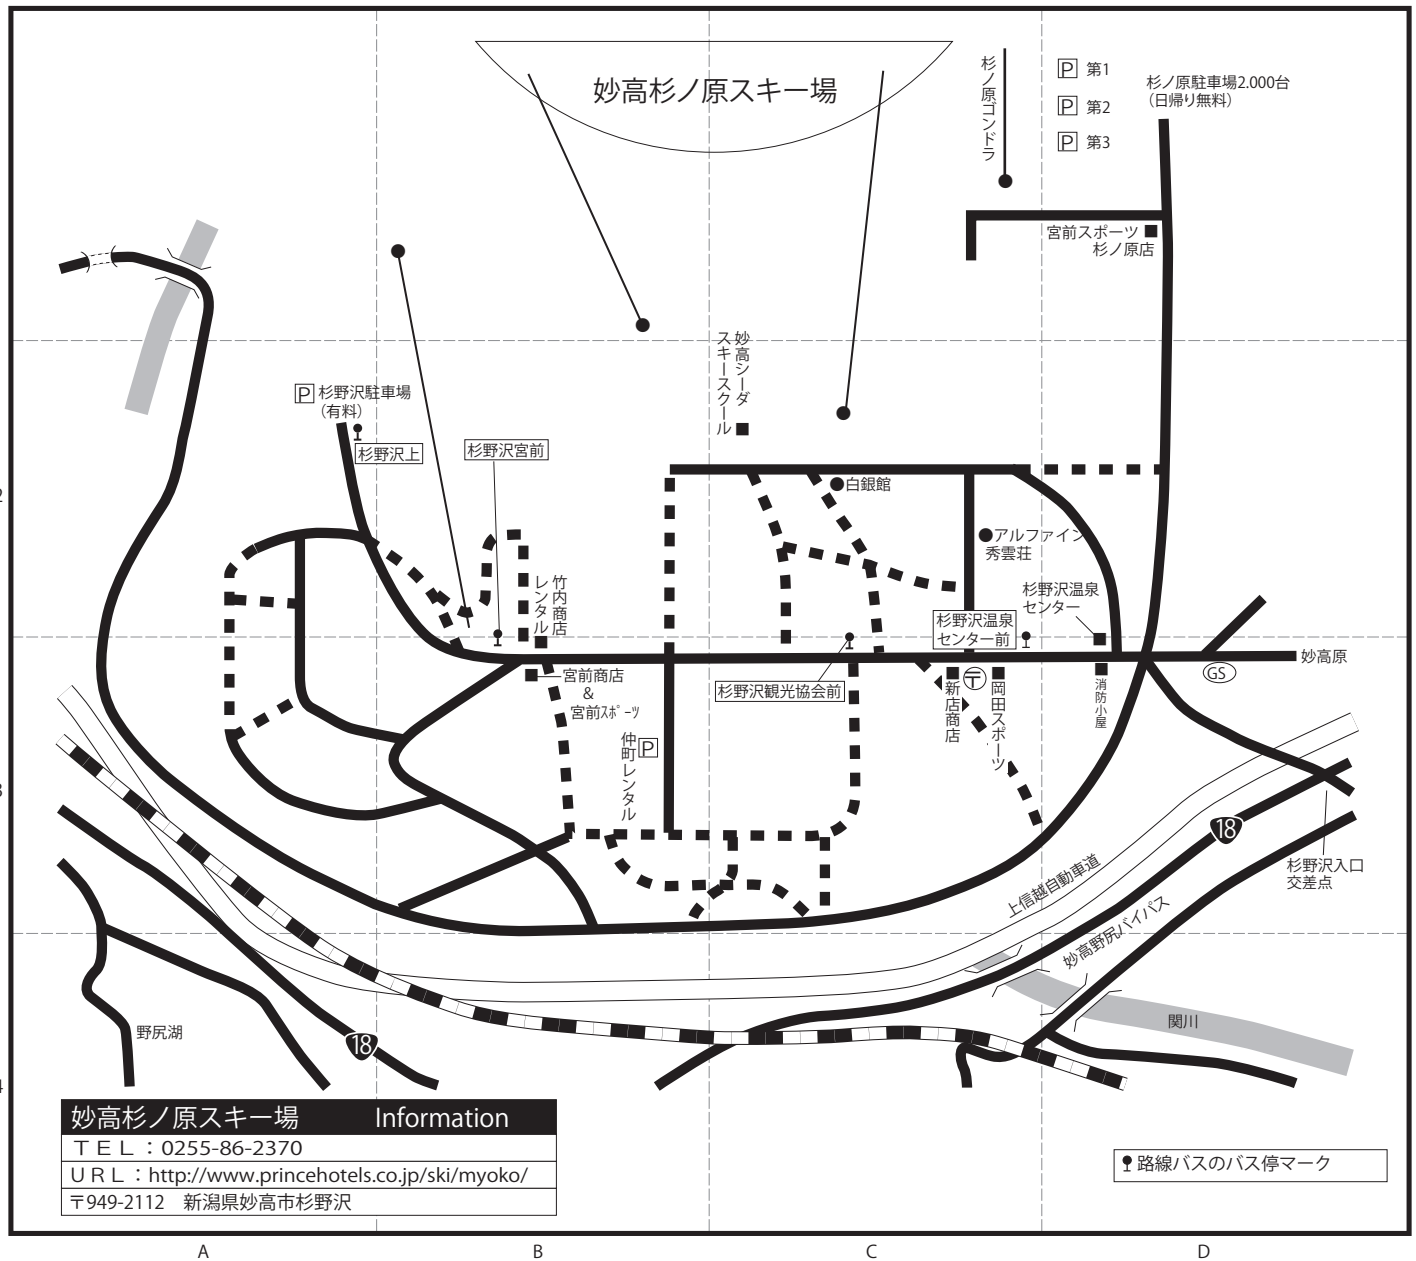 妙高杉ノ原スキー場
杉ノ原ゴンドラ
P 第1
P 第2
P 第3
杉ノ原駐車場2.000台
（日帰り無料）
宮前スポーツ
杉ノ原店
妙高シーダ
スキースクール
P 杉野沢駐車場
（有料）
杉野沢上
杉野沢宮前
白銀館
アルファイン
秀雲荘
竹内商店
レンタル
杉野沢温泉
センター
杉野沢温泉
センター前
妙高原
GS
宮前商店
&
宮前スポーツ
杉野沢観光協会前
〒
新店商店
岡田スポーツ
消防小屋
仲町レンタル
P
18
杉野沢入口
交差点
上信越自動車道
妙高野尻バイパス
関川
野尻湖
18
妙高杉ノ原スキー場 Information
ＴＥＬ：0255-86-2370
ＵＲＬ：http://www.princehotels.co.jp/ski/myoko/
〒949-2112　新潟県妙高市杉野沢
路線バスのバス停マーク
A B C D